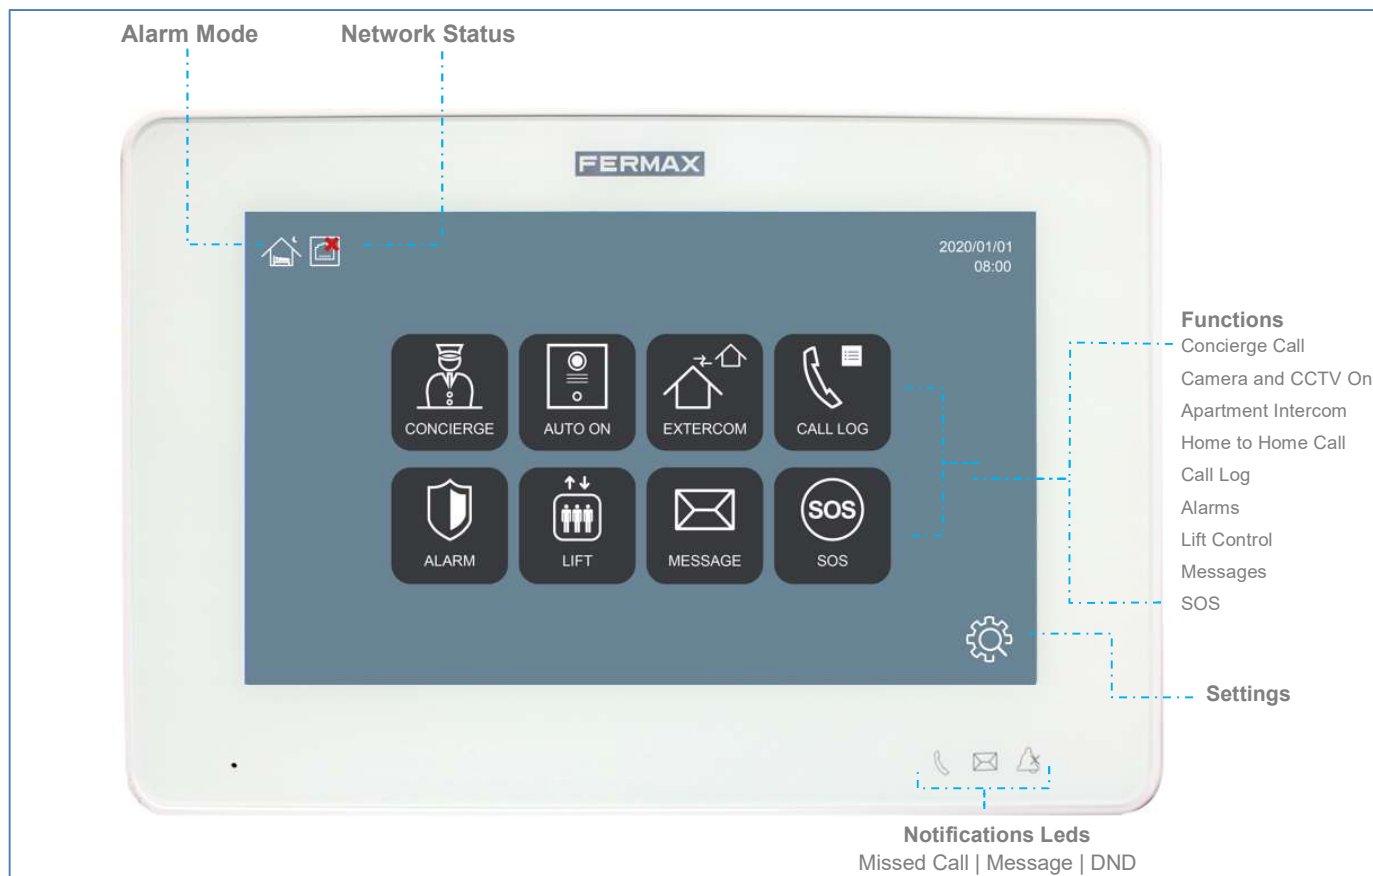 Alarm Mode
Network Status
FERMAX
2020/01/01
08:00
CONCIERGE
AUTO ON
EXTERCOM
CALL LOG
ALARM
LIFT
MESSAGE
SOS
SOS
Functions
Concierge Call
Camera and CCTV On
Apartment Intercom
Home to Home Call
Call Log
Alarms
Lift Control
Messages
SOS
Settings
Notifications Leds
Missed Call | Message | DND